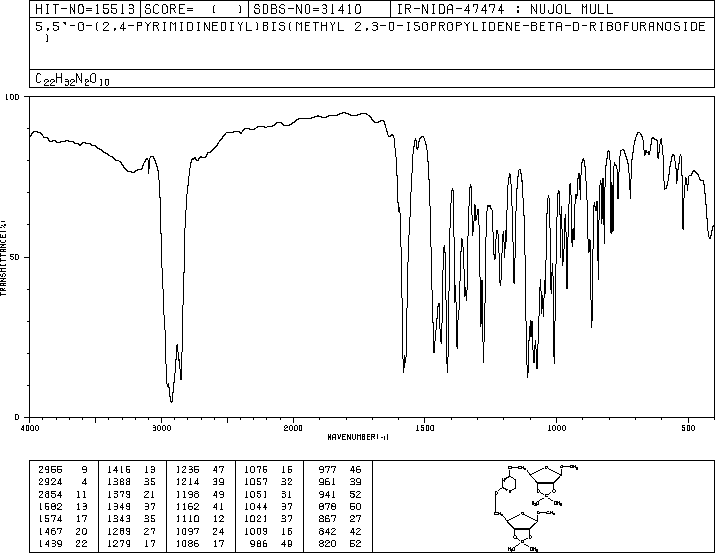 HIT-NO=15513 SCORE= ( ) SDBS-NO=31410 IR-NIDA-47474 : NUJOL MULL
5,5'-O-(2,4-PYRIMIDINEDIYL)BIS(METHYL 2,3-O-ISOPROPYLIDENE-BETA-D-RIBOFURANOSIDE
)
C22H32N2O10
100
50
0
TRANSMITTANCE(%)
4000 3000 2000 1500 1000 500
WAVENUMBER(-1)
2966 9 1416 13 1236 47 1076 15 977 46
2924 4 1388 35 1214 39 1057 32 961 39
2854 11 1379 21 1198 49 1051 31 941 52
1582 13 1349 37 1162 41 1044 37 878 50
1574 17 1343 35 1110 12 1021 37 867 27
1467 20 1289 27 1097 24 1009 16 842 42
1439 22 1279 17 1086 17 986 49 820 52